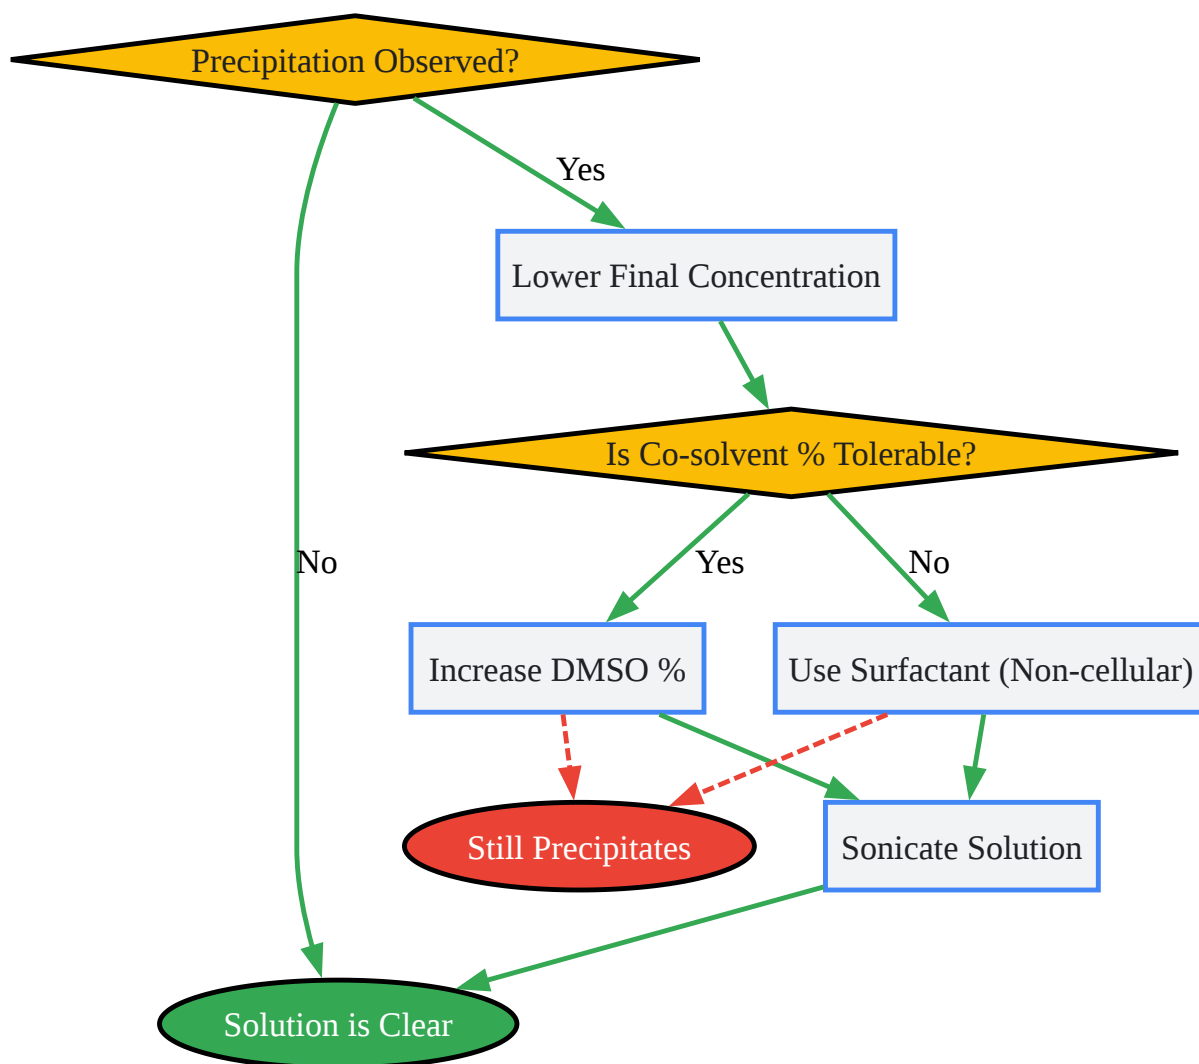 Precipitation Observed?
Yes
Lower Final Concentration
Is Co-solvent % Tolerable?
No
Yes
No
Increase DMSO %
Use Surfactant (Non-cellular)
Still Precipitates
Sonicate Solution
Solution is Clear